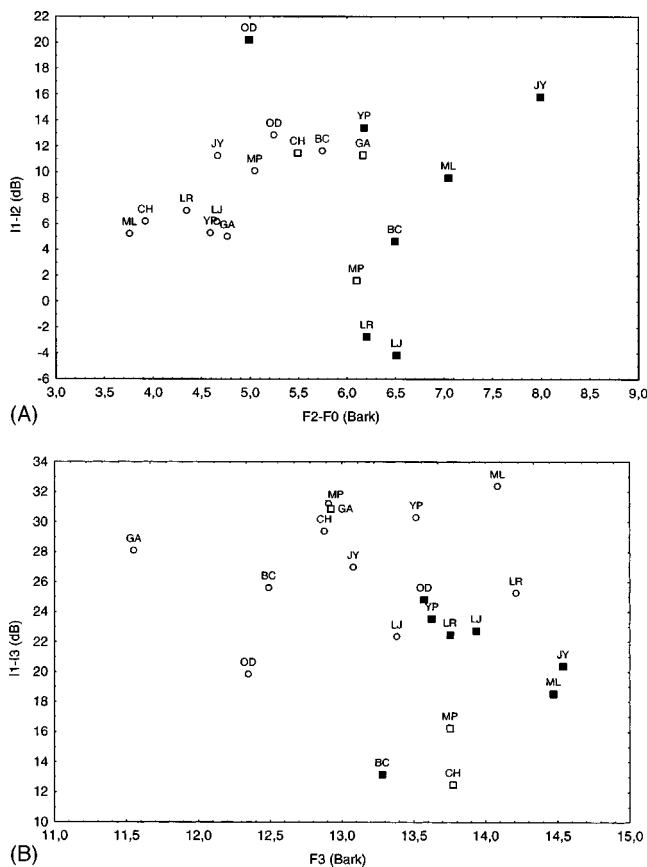 22
20
18
16
14
12
10
8
6
4
2
0
-2
-4
-6
I1-I2 (dB)
OD
JY
YP
OD
JY
CH
BC
GA
MP
ML
LR
LJ
CH
ML
YP
GA
BC
MP
LR
LJ
3,0 3,5 4,0 4,5 5,0 5,5 6,0 6,5 7,0 7,5 8,0 8,5 9,0
(A)
F2-F0 (Bark)
34
32
30
28
26
24
22
20
18
16
14
12
10
I1-I3 (dB)
ML
MP
GA
YP
CH
GA
JY
BC
LR
OD
YP
LJ
LR
LJ
OD
JY
ML
MP
BC
CH
11,0 11,5 12,0 12,5 13,0 13,5 14,0 14,5 15,0
(B)
F3 (Bark)